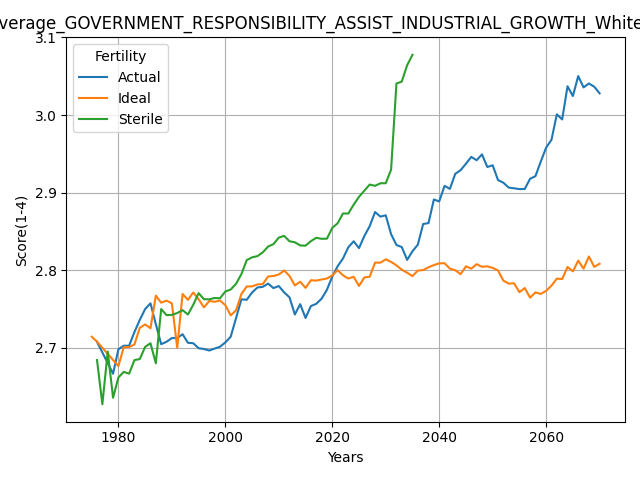 verage_GOVERNMENT_RESPONSIBILITY_ASSIST_INDUSTRIAL_GROWTH_White
3.1
3.0
2.9
2.8
2.7
Score(1-4)
Fertility
Actual
Ideal
Sterile
1980
2000
2020
2040
2060
Years